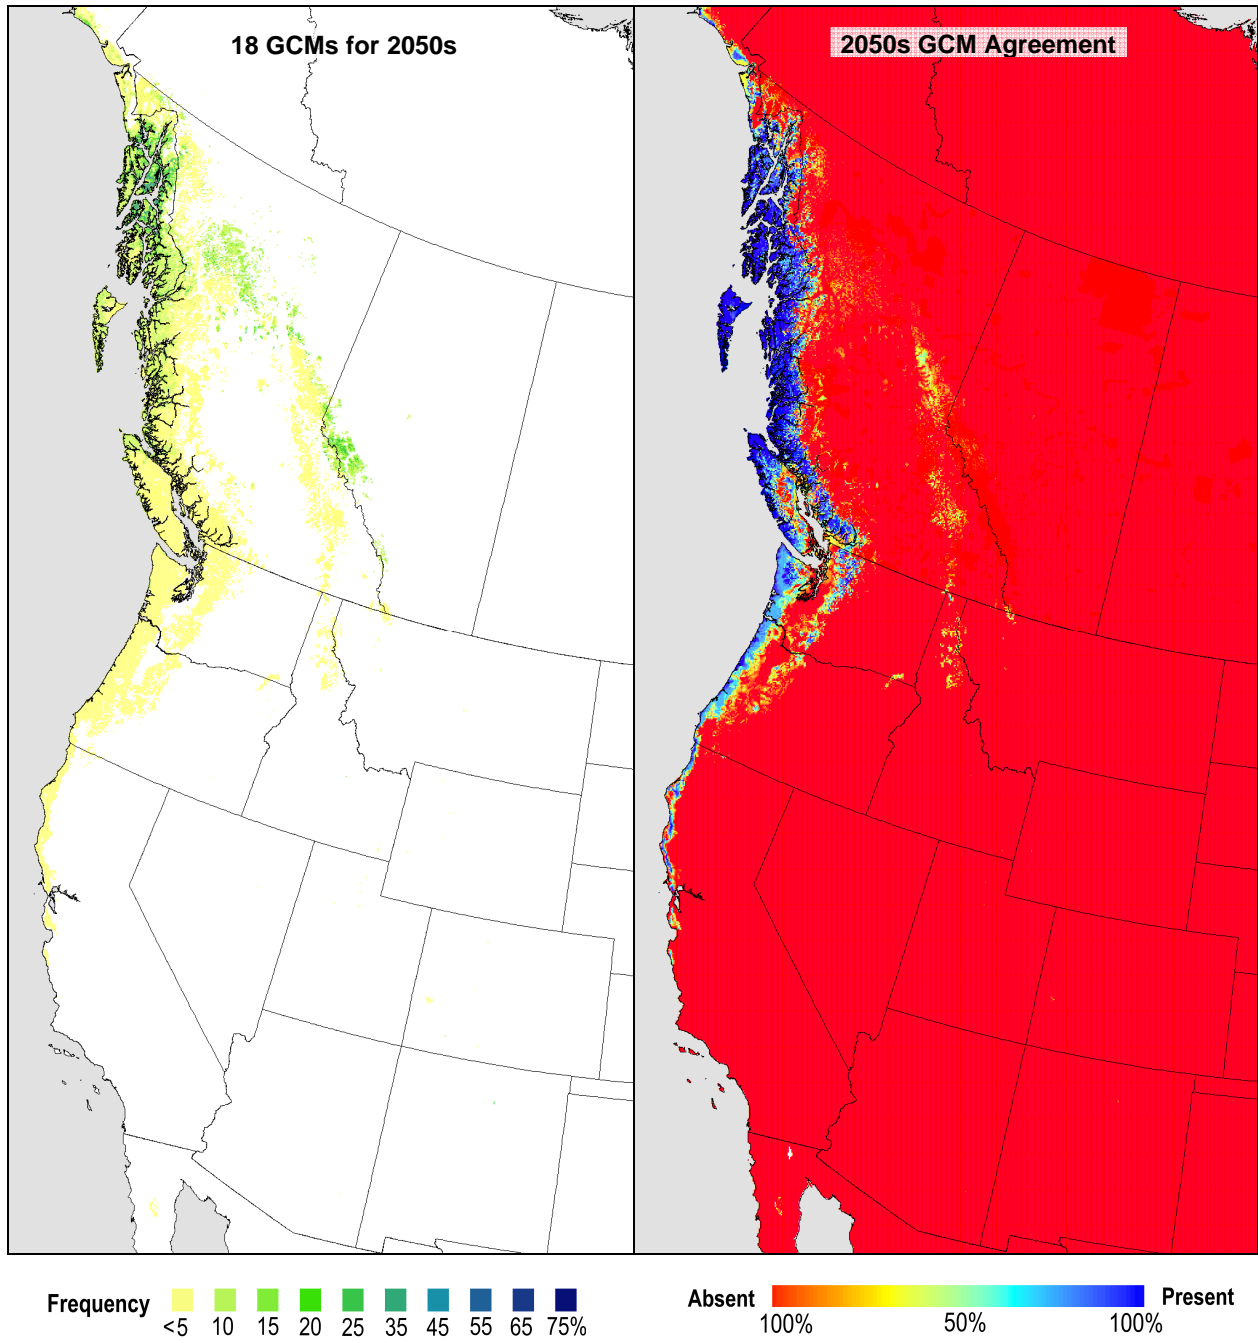 18 GCMs for 2050s
2050s GCM Agreement
Frequency
<5 10 15 20 25 35 45 55 65 75%
Absent Present
100% 50% 100%